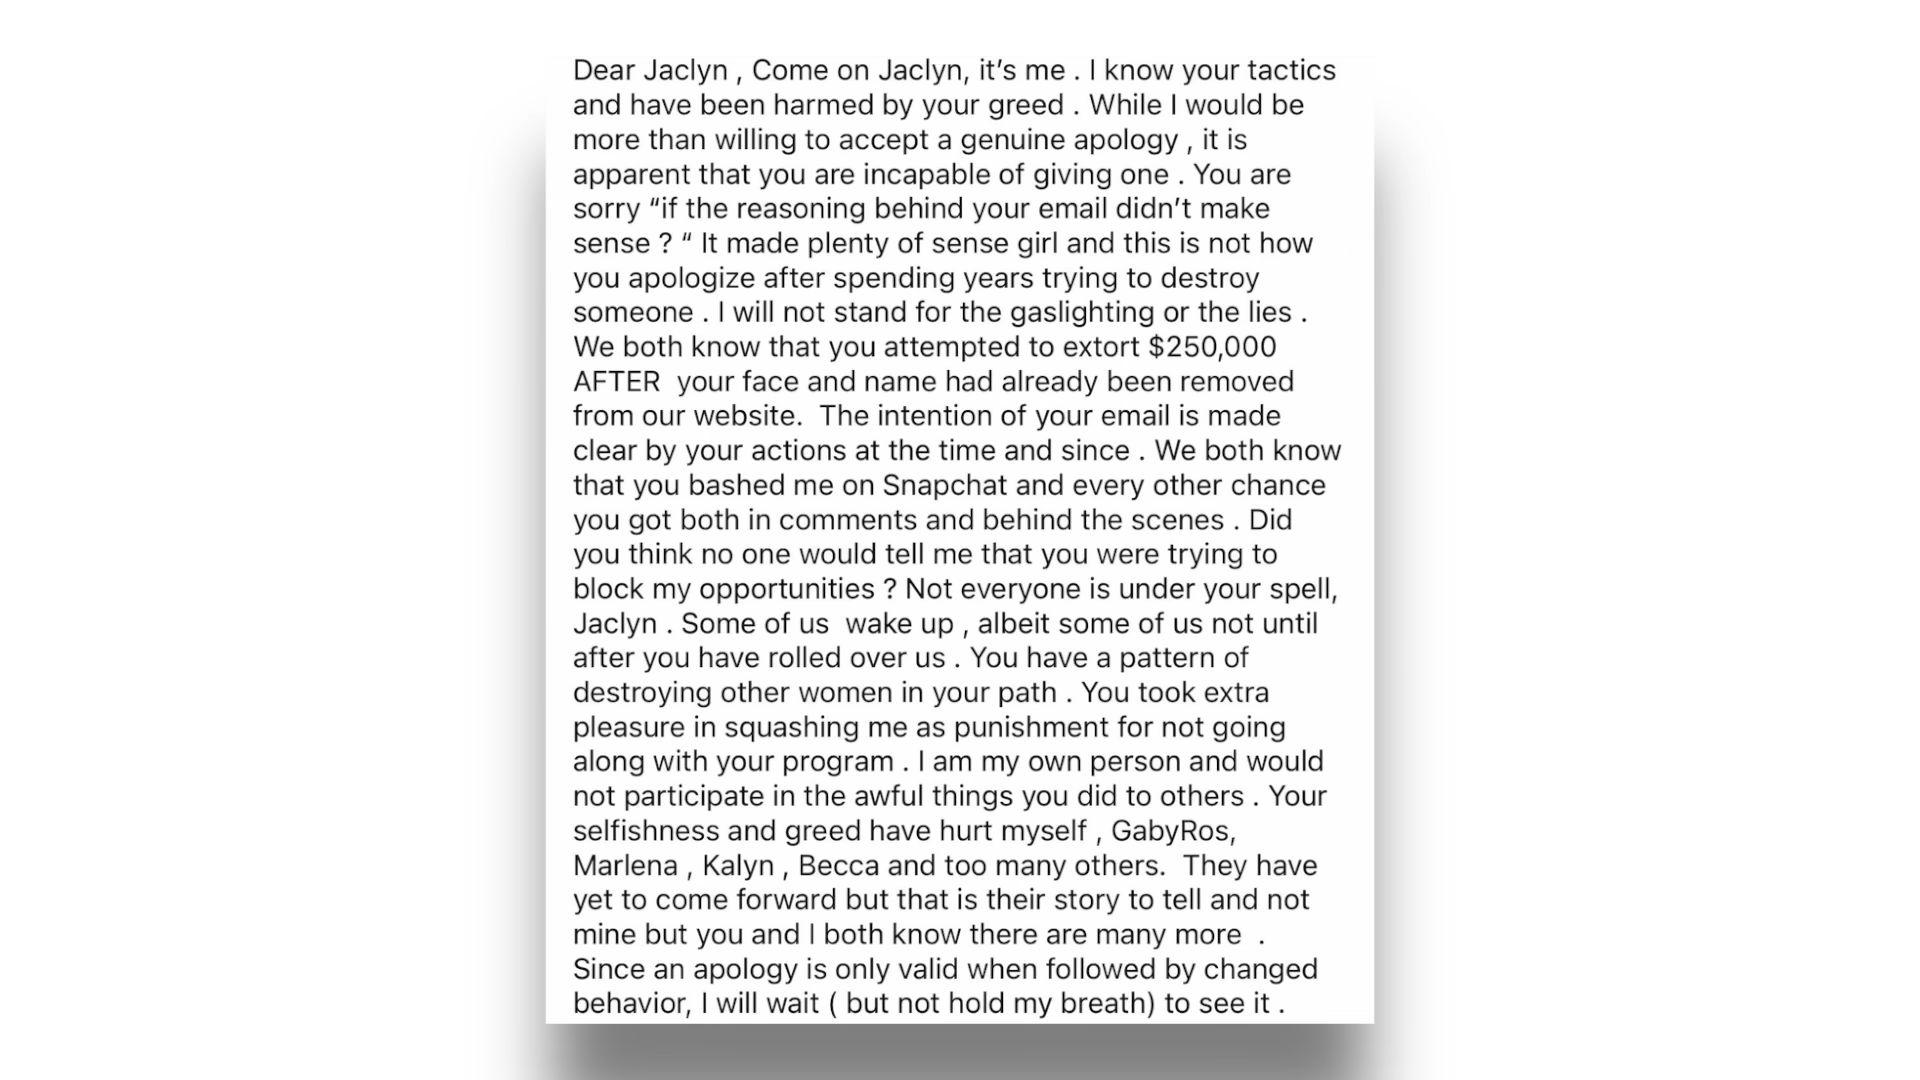 Dear Jaclyn , Come on Jaclyn, it’s me . I know your tactics
and have been harmed by your greed . While I would be
more than willing to accept a genuine apology , it is
apparent that you are incapable of giving one . You are
sorry “if the reasoning behind your email didn’t make
sense ? “ It made plenty of sense girl and this is not how
you apologize after spending years trying to destroy
someone . I will not stand for the gaslighting or the lies .
We both know that you attempted to extort $250,000
AFTER  your face and name had already been removed
from our website.  The intention of your email is made
clear by your actions at the time and since . We both know
that you bashed me on Snapchat and every other chance
you got both in comments and behind the scenes . Did
you think no one would tell me that you were trying to
block my opportunities ? Not everyone is under your spell,
Jaclyn . Some of us  wake up , albeit some of us not until
after you have rolled over us . You have a pattern of
destroying other women in your path . You took extra
pleasure in squashing me as punishment for not going
along with your program . I am my own person and would
not participate in the awful things you did to others . Your
selfishness and greed have hurt myself , GabyRos,
Marlena , Kalyn , Becca and too many others.  They have
yet to come forward but that is their story to tell and not
mine but you and I both know there are many more  .
Since an apology is only valid when followed by changed
behavior, I will wait ( but not hold my breath) to see it .